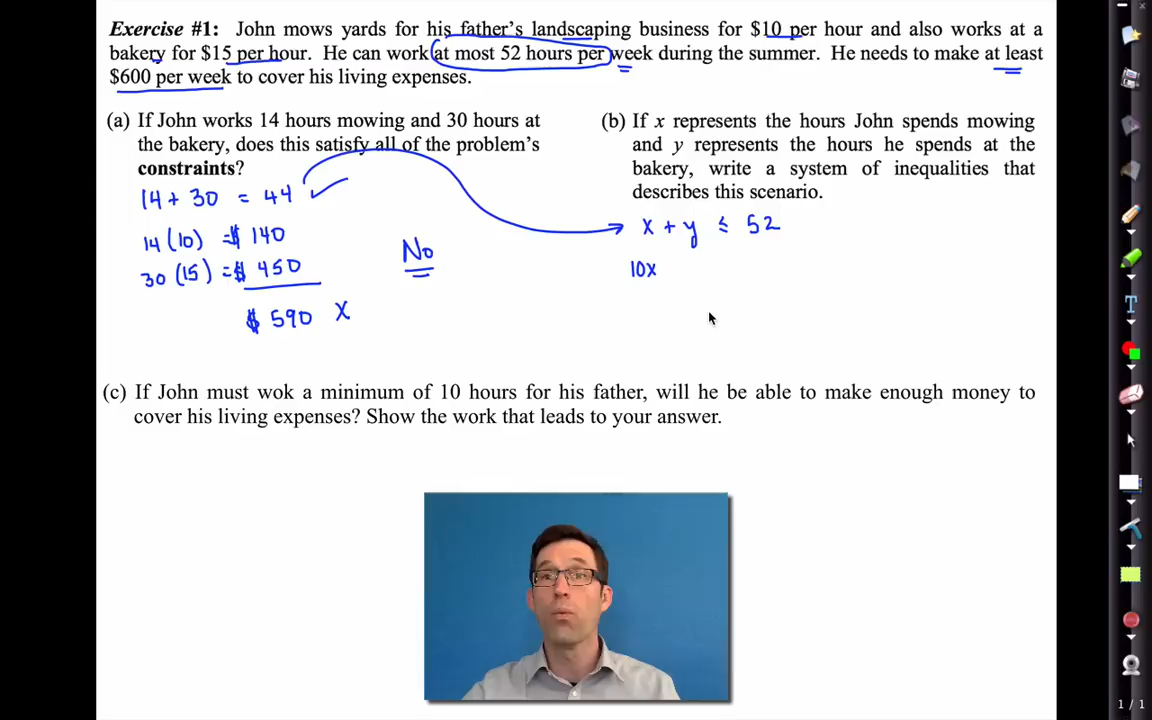 Exercise #1: John mows yards for his father's landscaping business for $10 per hour and also works at a
bakery for $15 per hour. He can work at most 52 hours per week during the summer. He needs to make at least
$600 per week to cover his living expenses.
(a) If John works 14 hours mowing and 30 hours at
the bakery, does this satisfy all of the problem's
constraints?
14 + 30 = 44 ✓
14 (10) = $ 140
30 (15) = $ 450
$ 590 X
No
(b) If x represents the hours John spends mowing
and y represents the hours he spends at the
bakery, write a system of inequalities that
describes this scenario.
x + y ≤ 52
10x
(c) If John must wok a minimum of 10 hours for his father, will he be able to make enough money to
cover his living expenses? Show the work that leads to your answer.
T
1 / 1